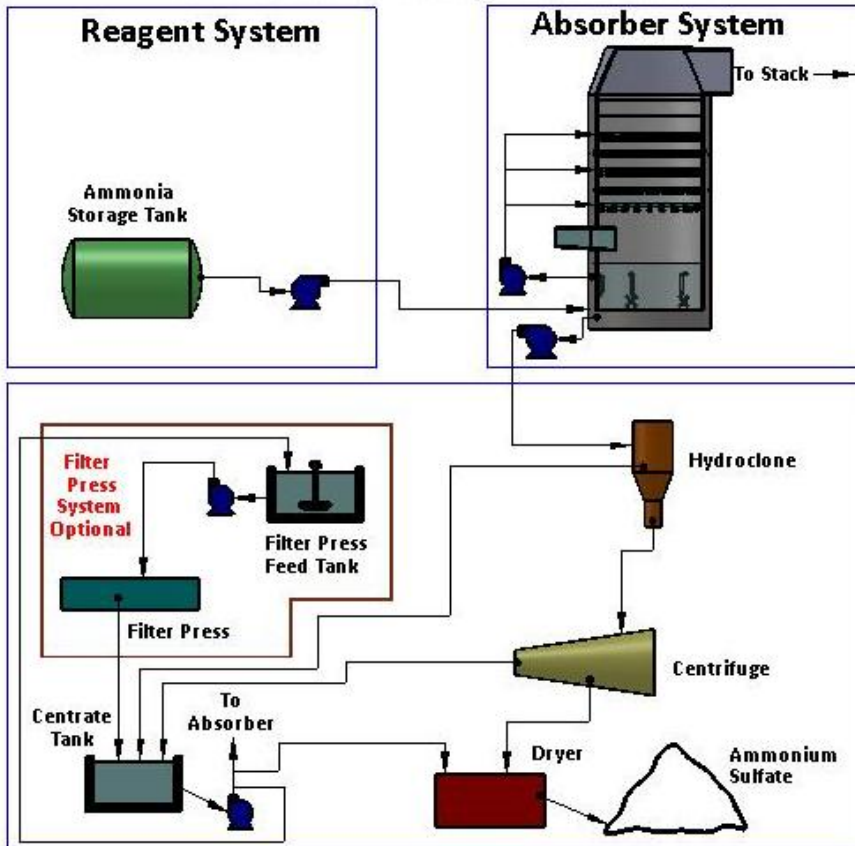 Reagent System
Absorber System
To Stack
Ammonia
Storage Tank
Filter
Press
System
Optional
Filter Press
Feed Tank
Hydroclone
Filter Press
Centrifuge
Centrate
Tank
To
Absorber
Dryer
Ammonium
Sulfate